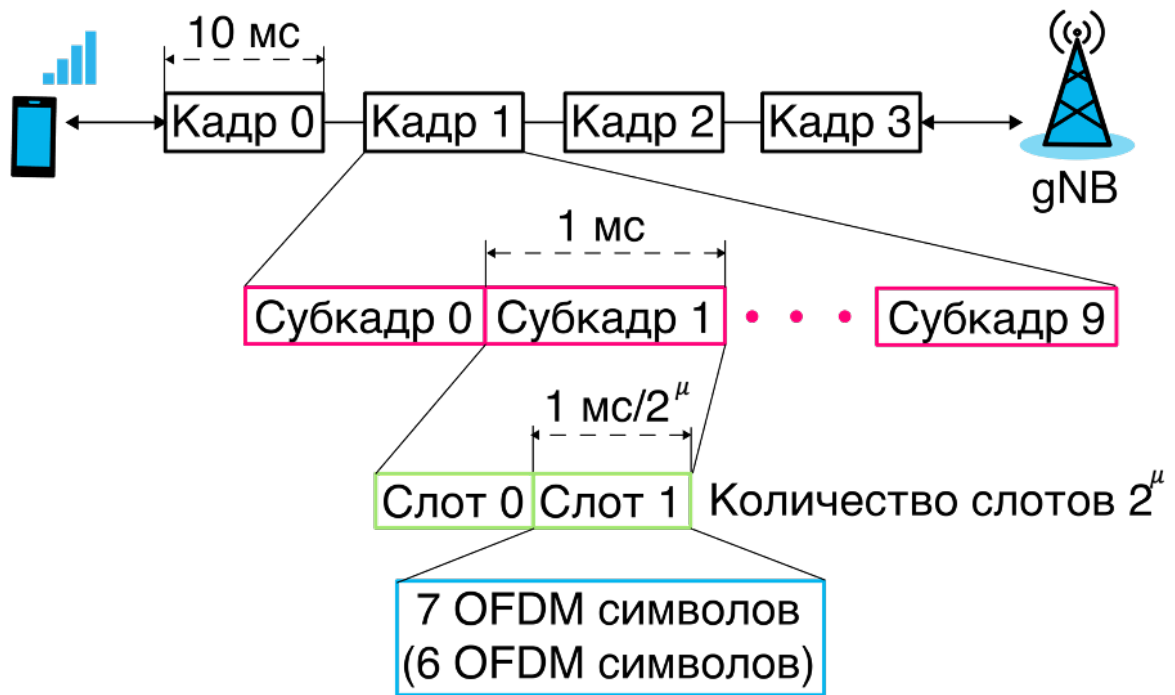 10 мс
Кадр 0
Кадр 1
Кадр 2
Кадр 3
gNB
1 мс
Субкадр 0
Субкадр 1
Субкадр 9
1 мс/2^μ
Слот 0
Слот 1
Количество слотов 2^μ
7 OFDM символов
(6 OFDM символов)